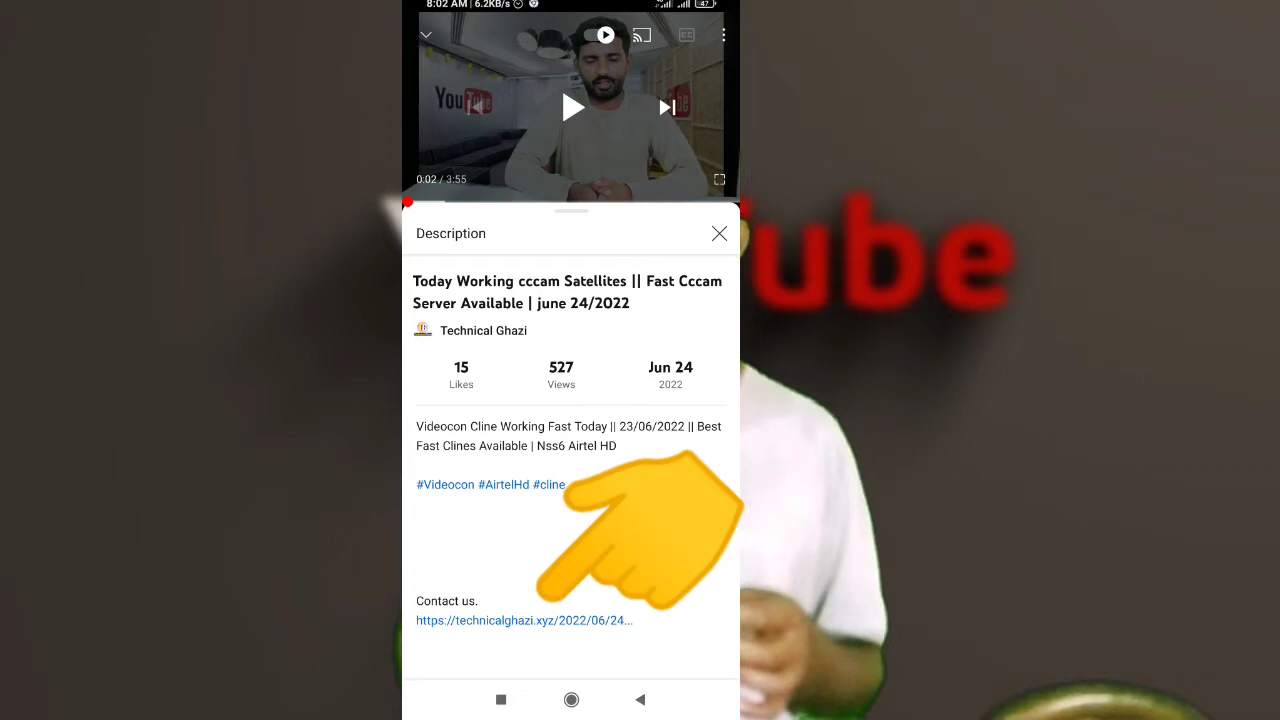 8:02 AM | 6.2KB/s
47
CC
YouTube
0:02 / 3:55
Description
Today Working cccam Satellites || Fast Cccam
Server Available | june 24/2022
Technical Ghazi
15 527 Jun 24
Likes Views 2022
Videocon Cline Working Fast Today || 23/06/2022 || Best
Fast Clines Available | Nss6 Airtel HD
#Videocon #AirtelHd #cline
Contact us.
https://technicalghazi.xyz/2022/06/24...
ube